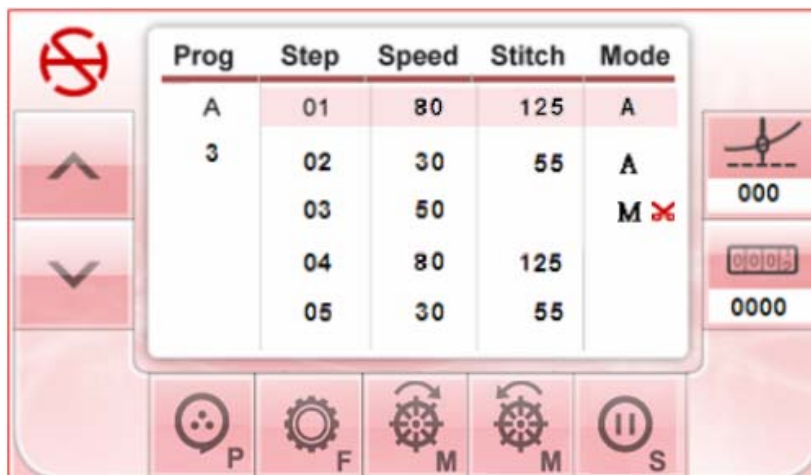 Prog Step Speed Stitch Mode
A 01 80 125 A
3 02 30 55 A
03 50 M
04 80 125
05 30 55
000
0000
P F M M S